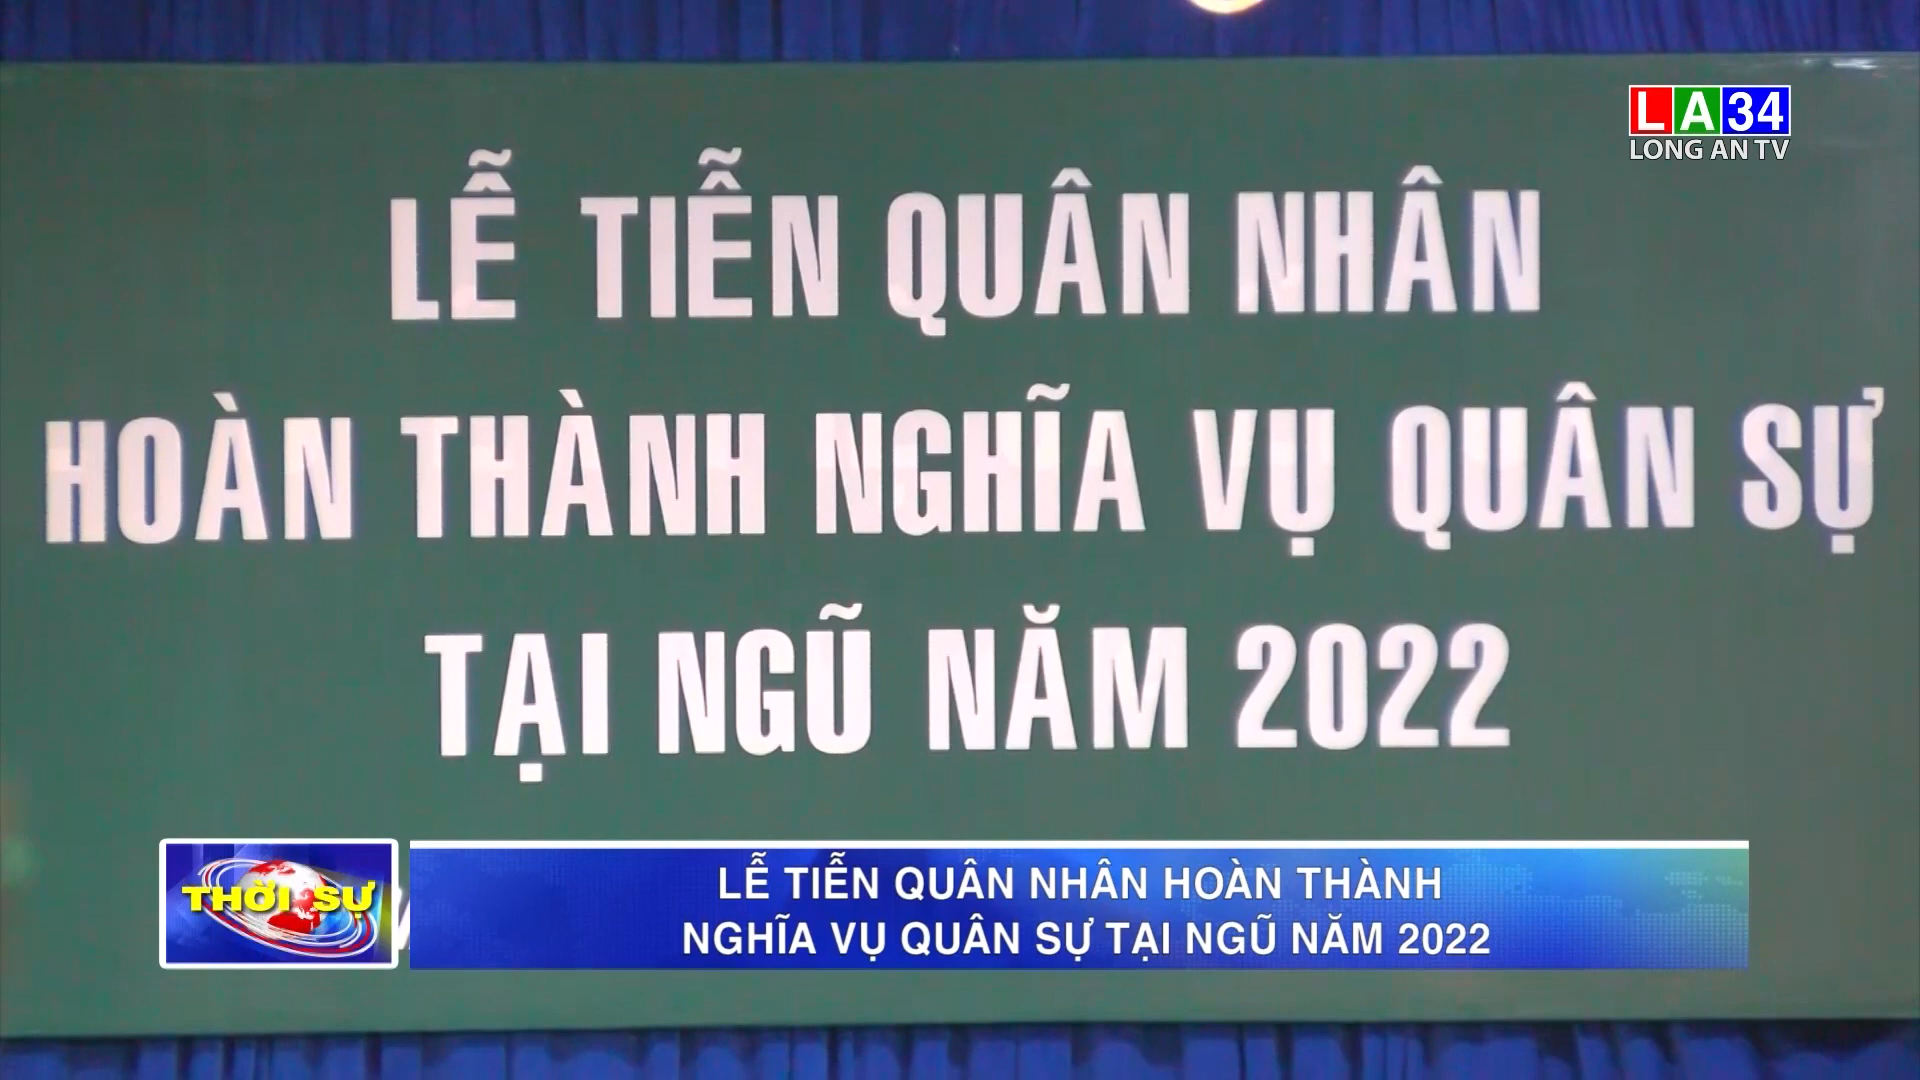 LA34
LONG AN TV
LỄ TIỄN QUÂN NHÂN
HOÀN THÀNH NGHĨA VỤ QUÂN SỰ
TẠI NGŨ NĂM 2022
THỜI SỰ
LỄ TIỄN QUÂN NHÂN HOÀN THÀNH
NGHĨA VỤ QUÂN SỰ TẠI NGŨ NĂM 2022